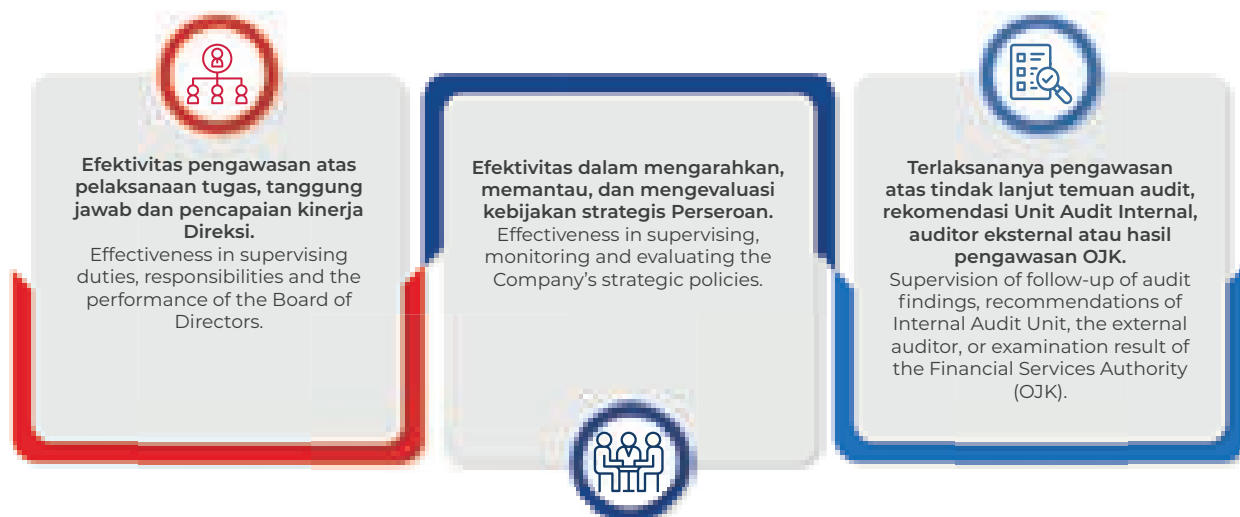 Efektivitas pengawasan atas
pelaksanaan tugas, tanggung
jawab dan pencapaian kinerja
Direksi.
Effectiveness in supervising
duties, responsibilities and the
performance of the Board of
Directors.
Efektivitas dalam mengarahkan,
memantau, dan mengevaluasi
kebijakan strategis Perseroan.
Effectiveness in supervising,
monitoring and evaluating the
Company’s strategic policies.
Terlaksananya pengawasan
atas tindak lanjut temuan audit,
rekomendasi Unit Audit Internal,
auditor eksternal atau hasil
pengawasan OJK.
Supervision of follow-up of audit
findings, recommendations of
Internal Audit Unit, the external
auditor, or examination result of
the Financial Services Authority
(OJK).